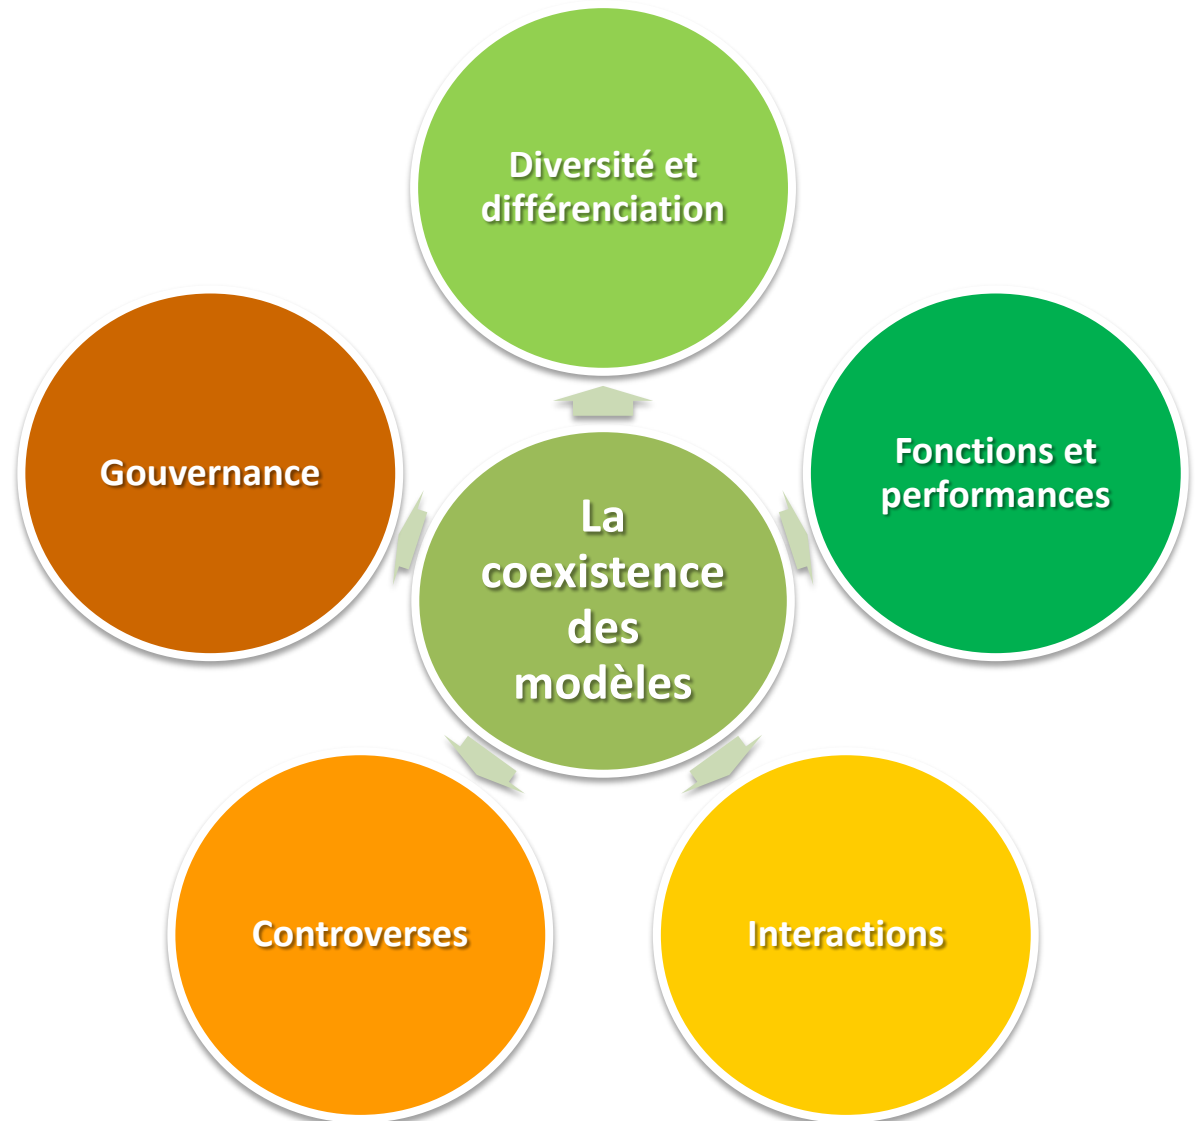 Diversité et
différenciation
Fonctions et
performances
Gouvernance
La
coexistence
des
modèles
Controverses
Interactions